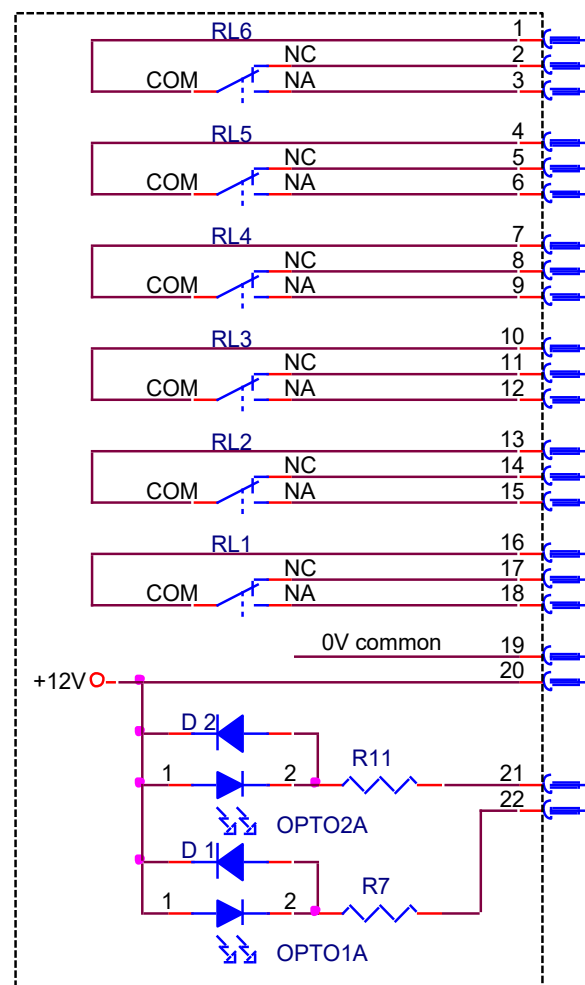 RL6 1
NC 2
COM NA 3
RL5 4
NC 5
COM NA 6
RL4 7
NC 8
COM NA 9
RL3 10
NC 11
COM NA 12
RL2 13
NC 14
COM NA 15
RL1 16
NC 17
COM NA 18
0V common 19
+12V 20
D 2
R11
1 2 21
22
OPTO2A
D 1
R7
1 2
OPTO1A